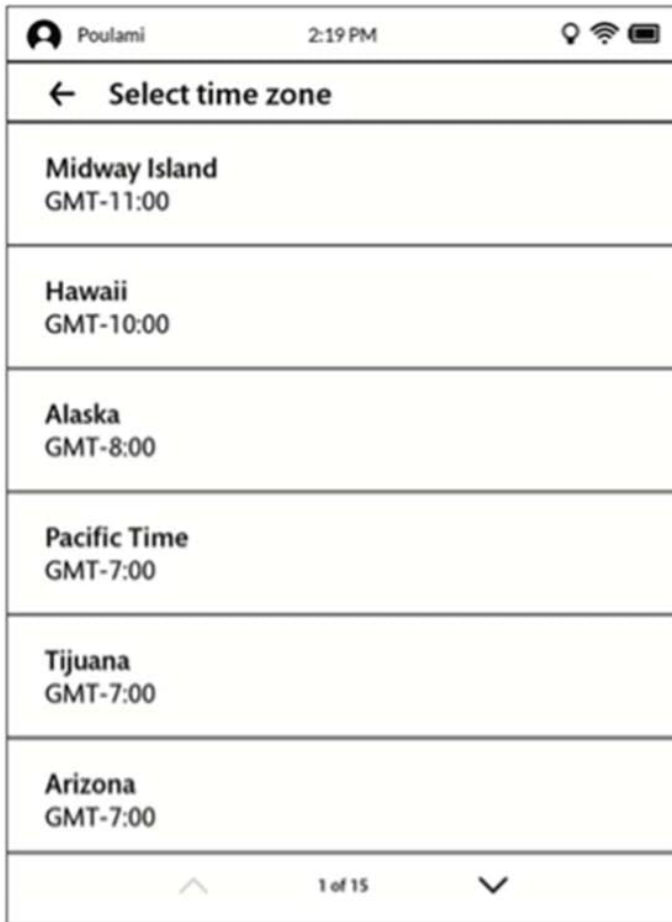 Poulami 2:19 PM
Select time zone
Midway Island
GMT-11:00
Hawaii
GMT-10:00
Alaska
GMT-8:00
Pacific Time
GMT-7:00
Tijuana
GMT-7:00
Arizona
GMT-7:00
1 of 15